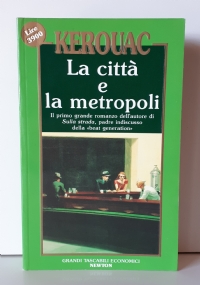 Lire
3900
KEROUAC
La città
e
la metropoli
Il primo grande romanzo dell'autore di
Sulla strada, padre indiscusso
della «beat generation»
GRANDI TASCABILI ECONOMICI
NEWTON